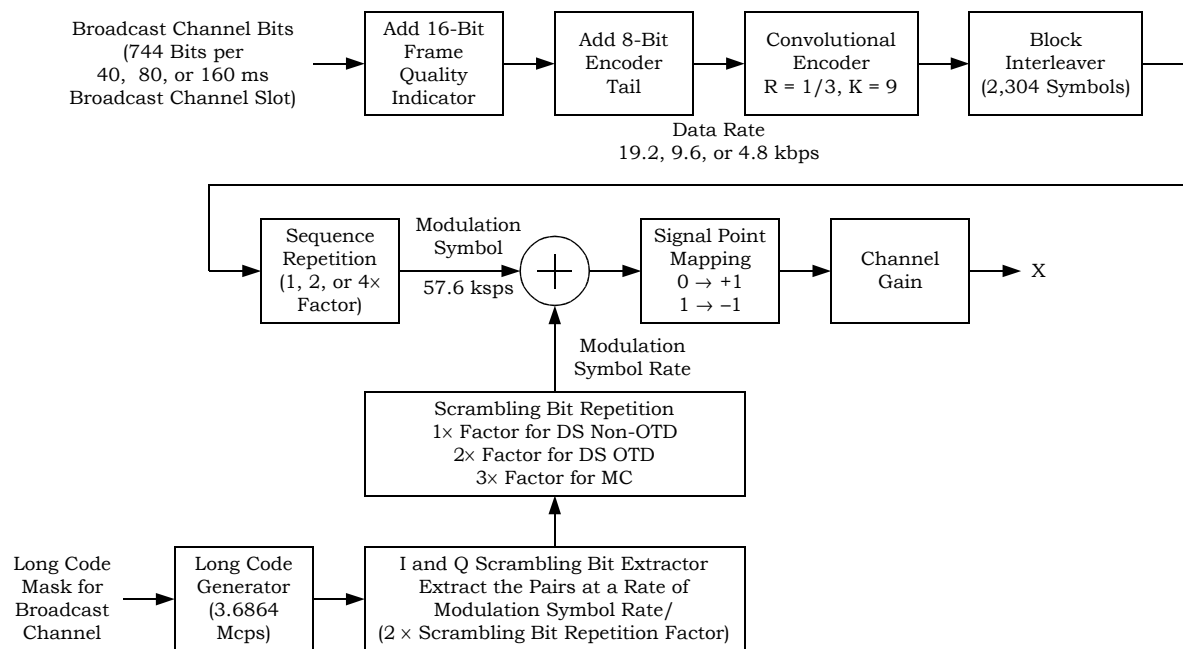 Broadcast Channel Bits
(744 Bits per
40,  80, or 160 ms
Broadcast Channel Slot)
Add 16-Bit
Frame
Quality
Indicator
Add 8-Bit
Encoder
Tail
Convolutional
Encoder
R = 1/3, K = 9
Block
Interleaver
(2,304 Symbols)
Data Rate
19.2, 9.6, or 4.8 kbps
Sequence
Repetition
(1, 2, or 4×
Factor)
Modulation
Symbol
57.6 ksps
Signal Point
Mapping
0 → +1
1 → –1
Channel
Gain
X
Modulation
Symbol Rate
Scrambling Bit Repetition
1× Factor for DS Non-OTD
2× Factor for DS OTD
3× Factor for MC
Long Code
Mask for
Broadcast
Channel
Long Code
Generator
(3.6864
Mcps)
I and Q Scrambling Bit Extractor
Extract the Pairs at a Rate of
Modulation Symbol Rate/
(2 × Scrambling Bit Repetition Factor)